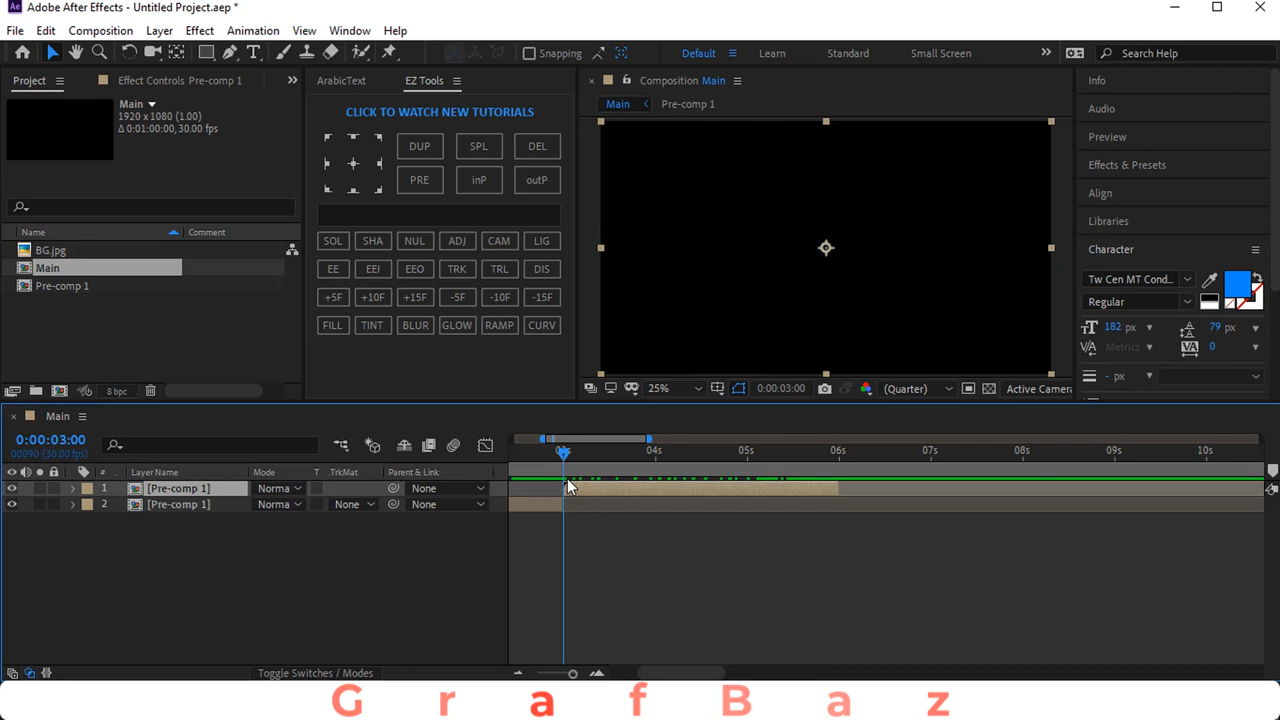 Adobe After Effects - Untitled Project.aep *
File Edit Composition Layer Effect Animation View Window Help
Snapping Default Learn Standard Small Screen Search Help
Project Effect Controls Pre-comp 1 ArabicText EZ Tools Composition Main Info
Main
1920 x 1080 (1.00)
Δ 0:01:00:00, 30.00 fps
CLICK TO WATCH NEW TUTORIALS
Main Pre-comp 1
Audio
Preview
DUP SPL DEL
Effects & Presets
PRE inP outP
Align
Libraries
Name Comment
SOL SHA NUL ADJ CAM LIG
BG.jpg
Character
Main
EE EEI EEO TRK TRL DIS
Tw Cen MT Cond...
Pre-comp 1
+5F +10F +15F -5F -10F -15F
Regular
FILL TINT BLUR GLOW RAMP CURV
182 px 79 px
Metrics 0
- px
8 bpc
25% 0:00:03:00 (Quarter) Active Camera
Main
0:00:03:00
00090 (30.00 fps)
04s 05s 06s 07s 08s 09s 10s
# Layer Name Mode T .TrkMat Parent & Link
1 [Pre-comp 1] Norma None
2 [Pre-comp 1] Norma None None
Toggle Switches / Modes
G r a f B a z